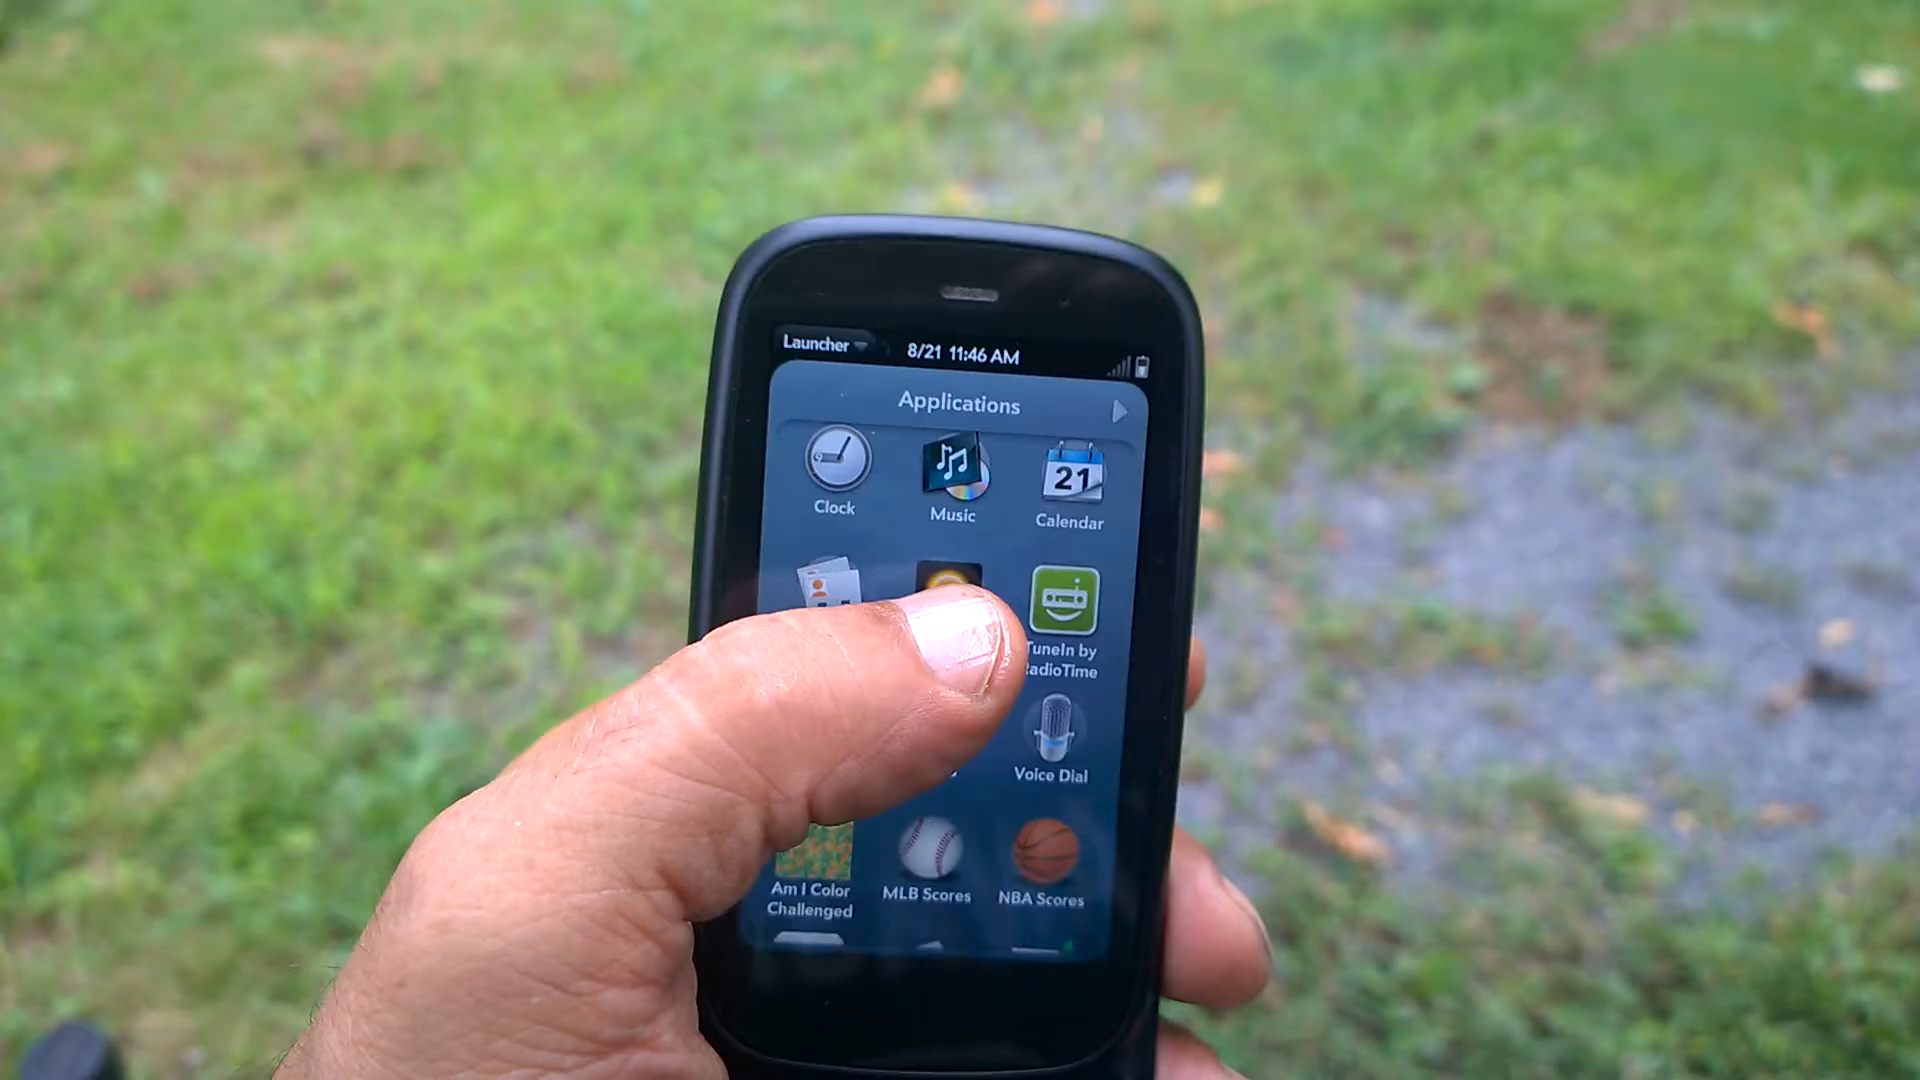 Launcher
8/21 11:46 AM
Applications
21
Clock
Music
Calendar
TuneIn by
RadioTime
Voice Dial
Am I Color
Challenged
MLB Scores
NBA Scores